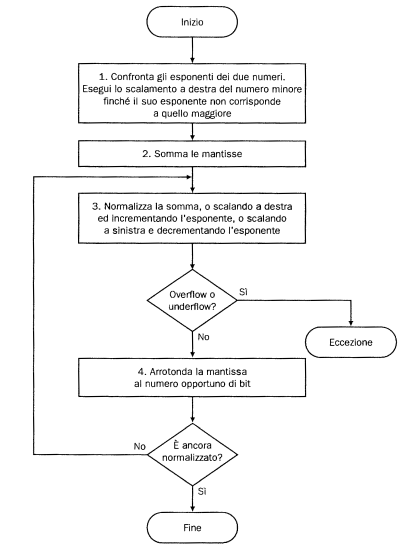 Inizio
1. Confronta gli esponenti dei due numeri.
Esegui lo scalamento a destra del numero minore
finché il suo esponente non corrisponde
a quello maggiore
2. Somma le mantisse
3. Normalizza la somma, o scalando a destra
ed incrementando l'esponente, o scalando
a sinistra e decrementando l'esponente
Overflow o
underflow?
Sì
No
Eccezione
4. Arrotonda la mantissa
al numero opportuno di bit
No
È ancora
normalizzato?
Sì
Fine